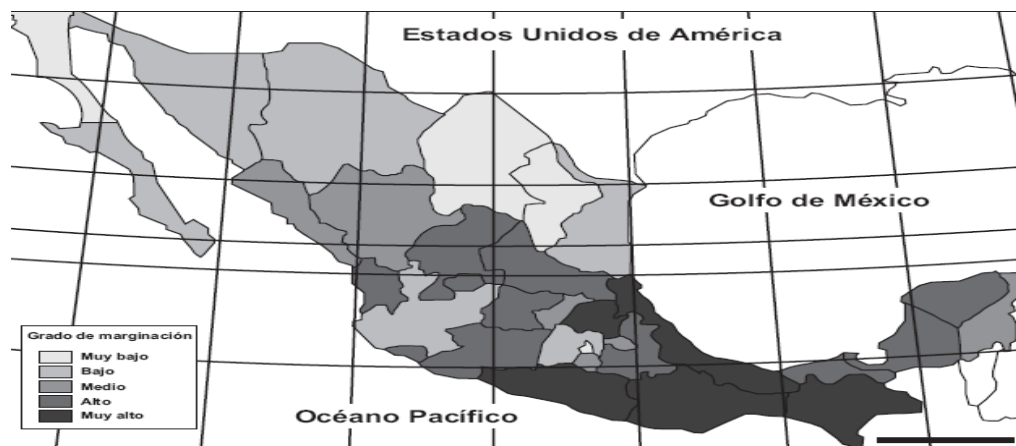 Estados Unidos de América
Golfo de México
Grado de marginación
Muy bajo
Bajo
Medio
Alto
Muy alto
Océano Pacífico